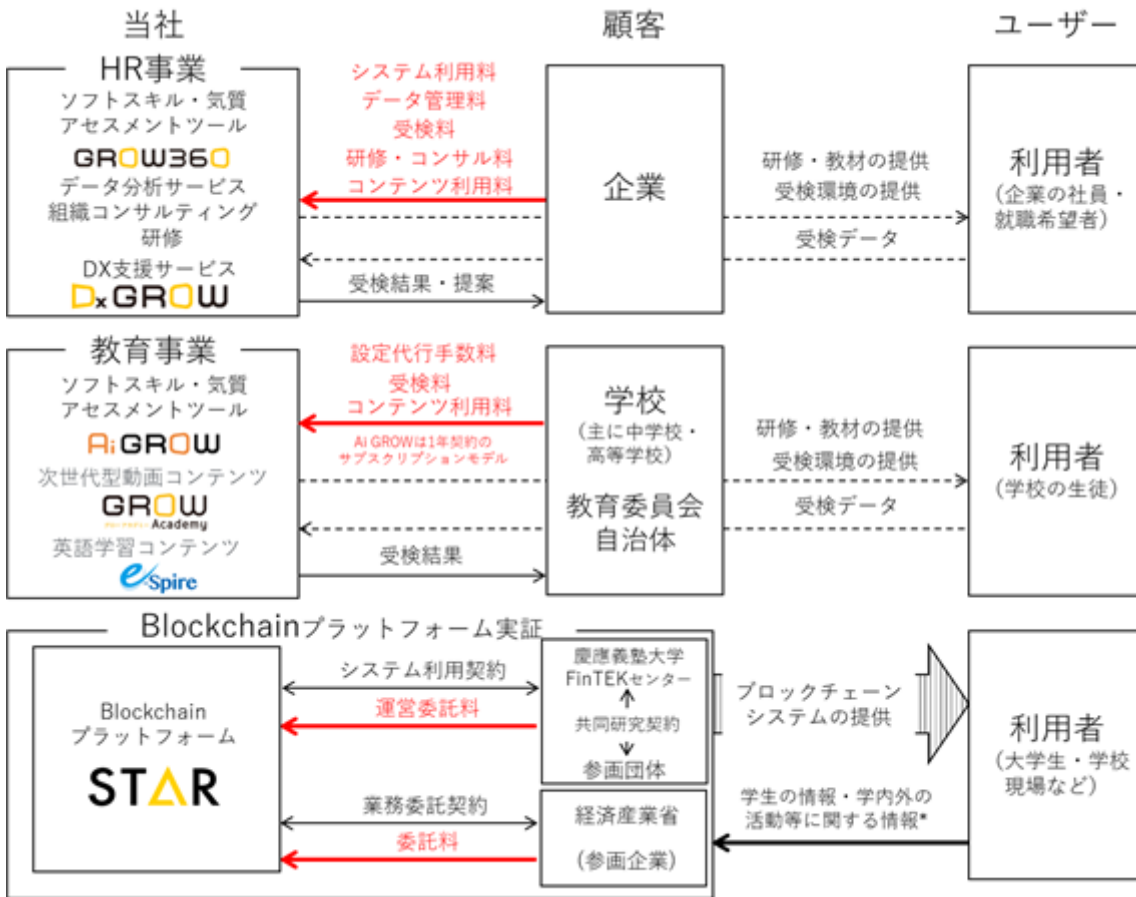 当社
顧客
ユーザー
HR事業
ソフトスキル・気質
アセスメントツール
GROW360
データ分析サービス
組織コンサルティング
研修
DX支援サービス
DxGROW
システム利用料
データ管理料
受検料
研修・コンサル料
コンテンツ利用料
受検結果・提案
企業
研修・教材の提供
受検環境の提供
受検データ
利用者
(企業の社員・
就職希望者)
教育事業
ソフトスキル・気質
アセスメントツール
Ai GROW
次世代型動画コンテンツ
GROW
Academy
英語学習コンテンツ
e-Spire
設定代行手数料
受検料
コンテンツ利用料
Ai GROWは1年契約の
サブスクリプションモデル
受検結果
学校
(主に中学校・
高等学校)
教育委員会
自治体
研修・教材の提供
受検環境の提供
受検データ
利用者
(学校の生徒)
Blockchainプラットフォーム実証
Blockchain
プラットフォーム
STAR
システム利用契約
運営委託料
業務委託契約
委託料
慶應義塾大学
FinTEKセンター
共同研究契約
参画団体
経済産業省
(参画企業)
ブロックチェーン
システムの提供
学生の情報・学内外の
活動等に関する情報*
利用者
(大学生・学校
現場など)